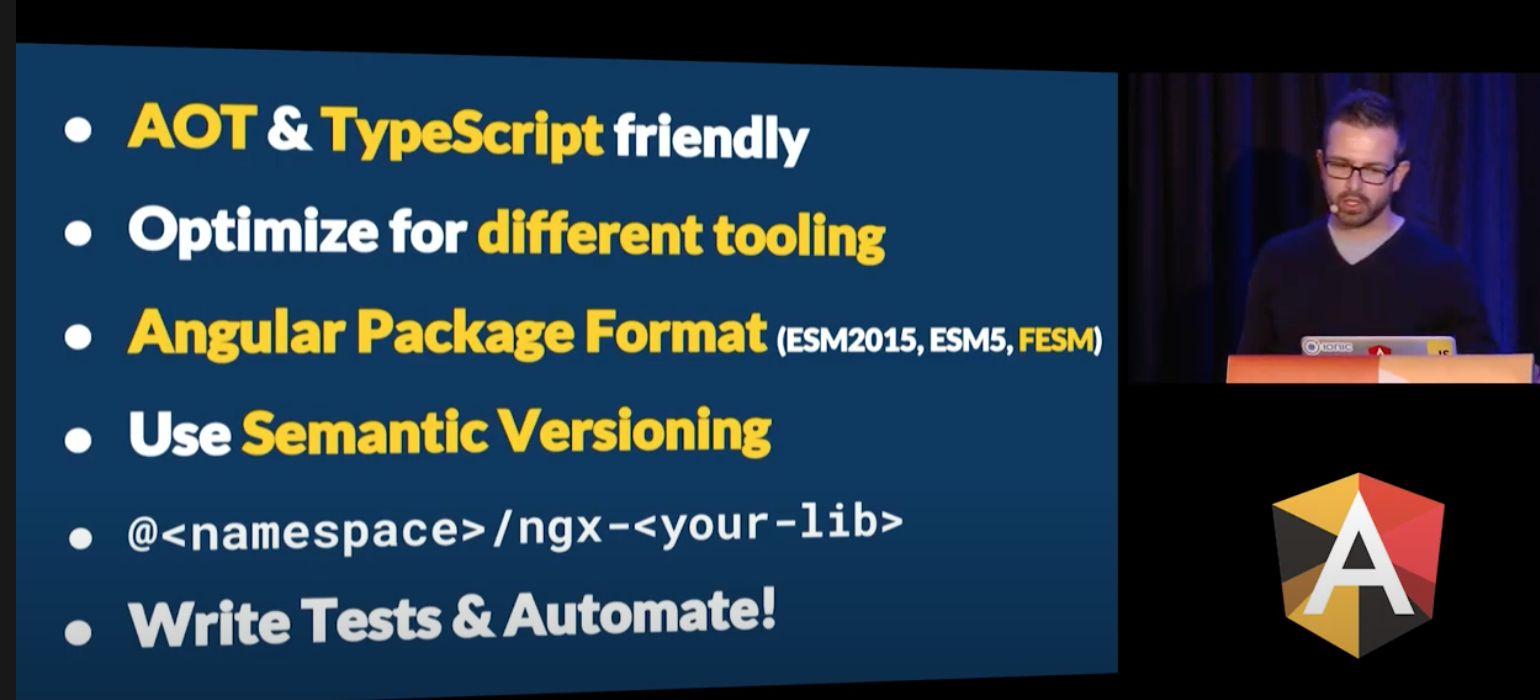 AOT & TypeScript friendly
Optimize for different tooling
Angular Package Format (ESM2015, ESM5, FESM)
Use Semantic Versioning
@<namespace>/ngx-<your-lib>
Write Tests & Automate!
IONIC
JS
A